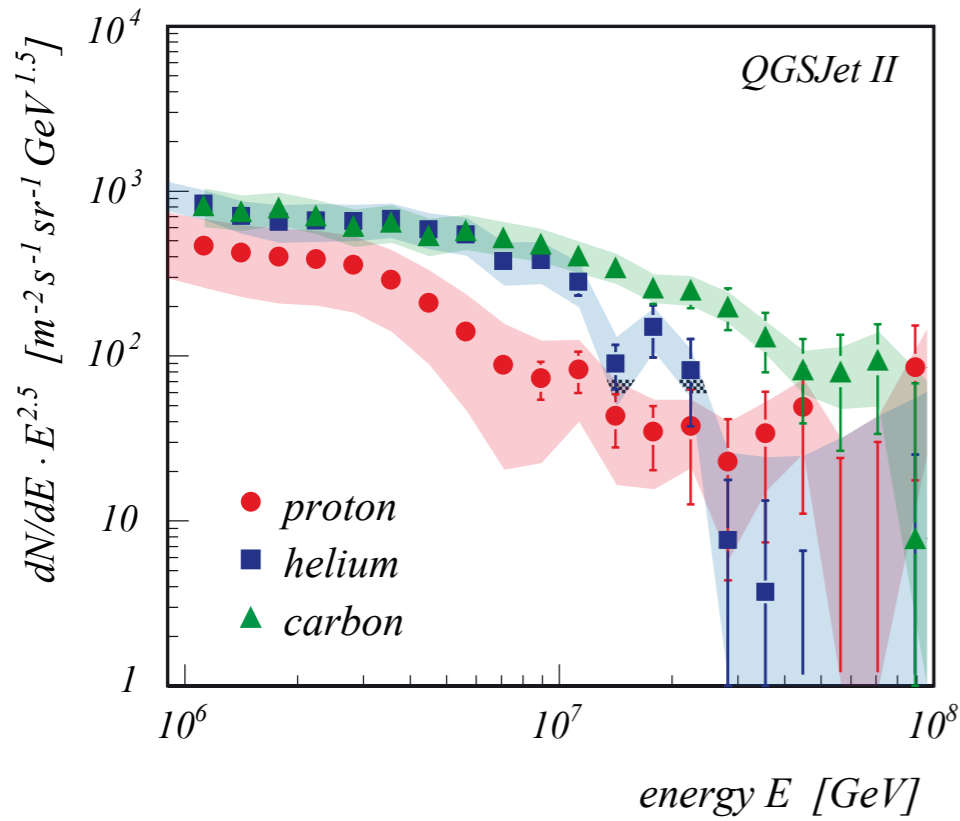 QGSJet II
dN/dE · E^2.5 [m^-2 s^-1 sr^-1 GeV^1.5]
10^4
10^3
10^2
10
1
proton
helium
carbon
10^6 10^7 10^8
energy E [GeV]